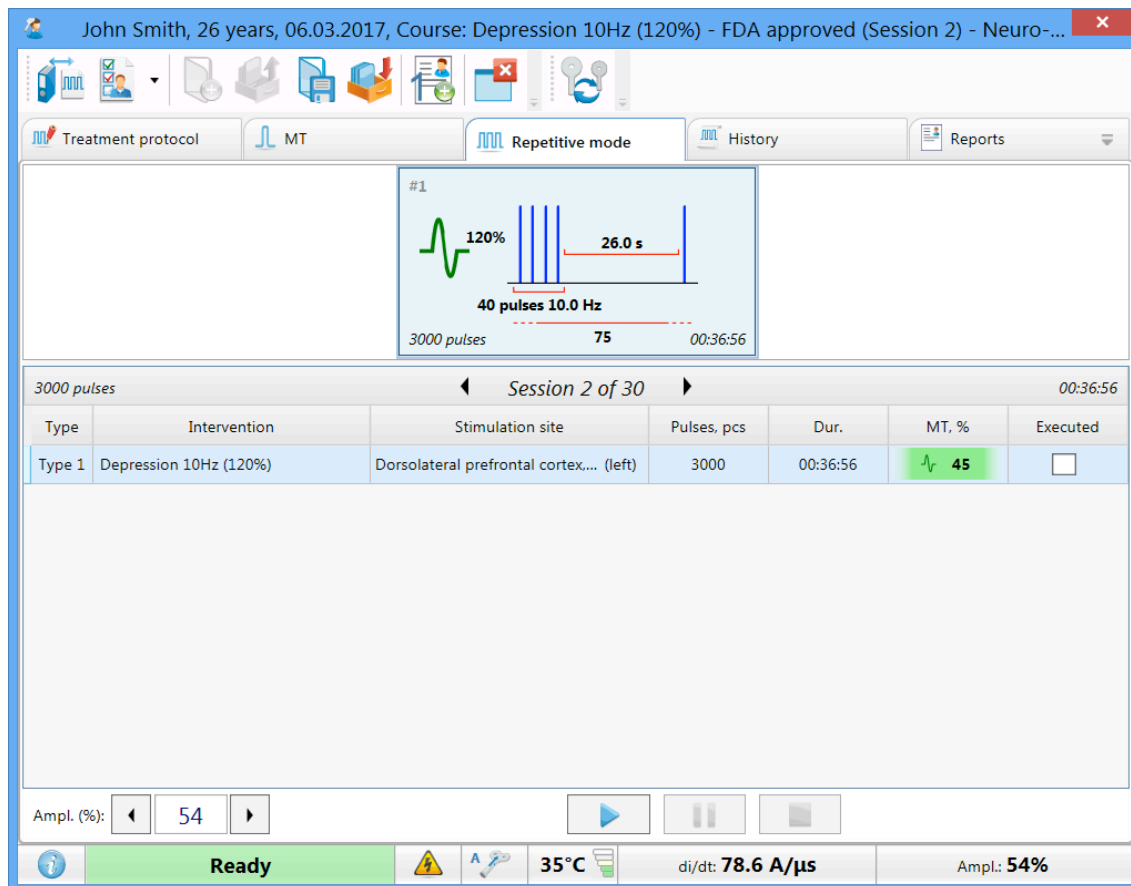 John Smith, 26 years, 06.03.2017, Course: Depression 10Hz (120%) - FDA approved (Session 2) - Neuro-...
Treatment protocol MT Repetitive mode History Reports
#1
120% 26.0 s
40 pulses 10.0 Hz
3000 pulses 75 00:36:56
3000 pulses Session 2 of 30 00:36:56
Type Intervention Stimulation site Pulses, pcs Dur. MT, % Executed
Type 1 Depression 10Hz (120%) Dorsolateral prefrontal cortex,... (left) 3000 00:36:56 45
Ampl. (%): 54
Ready A 35°C di/dt: 78.6 A/μs Ampl.: 54%